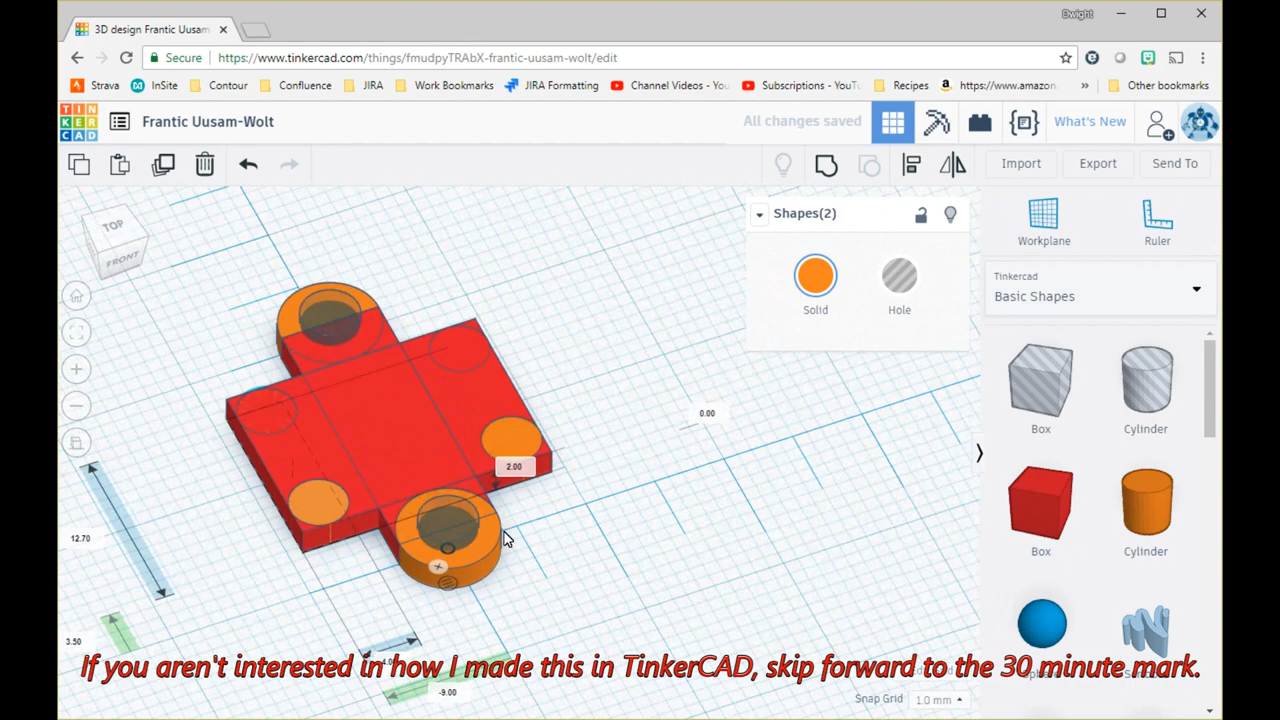 Dwight
3D design Frantic Uusam
Secure
https://www.tinkercad.com/things/fmudpyTRAbX-frantic-uusam-wolt/edit
Strava InSite Contour Confluence JIRA Work Bookmarks JIRA Formatting Channel Videos - You Subscriptions - YouTu Recipes https://www.amazon. » Other bookmarks
TIN
KER
CAD
Frantic Uusam-Wolt
All changes saved
What's New
Import Export Send To
TOP
FRONT
Shapes(2)
Solid Hole
Workplane Ruler
Tinkercad
Basic Shapes
Box Cylinder
Box Cylinder
0.00
2.00
12.70
3.50
-9.00
If you aren't interested in how I made this in TinkerCAD, skip forward to the 30 minute mark.
Snap Grid 1.0 mm